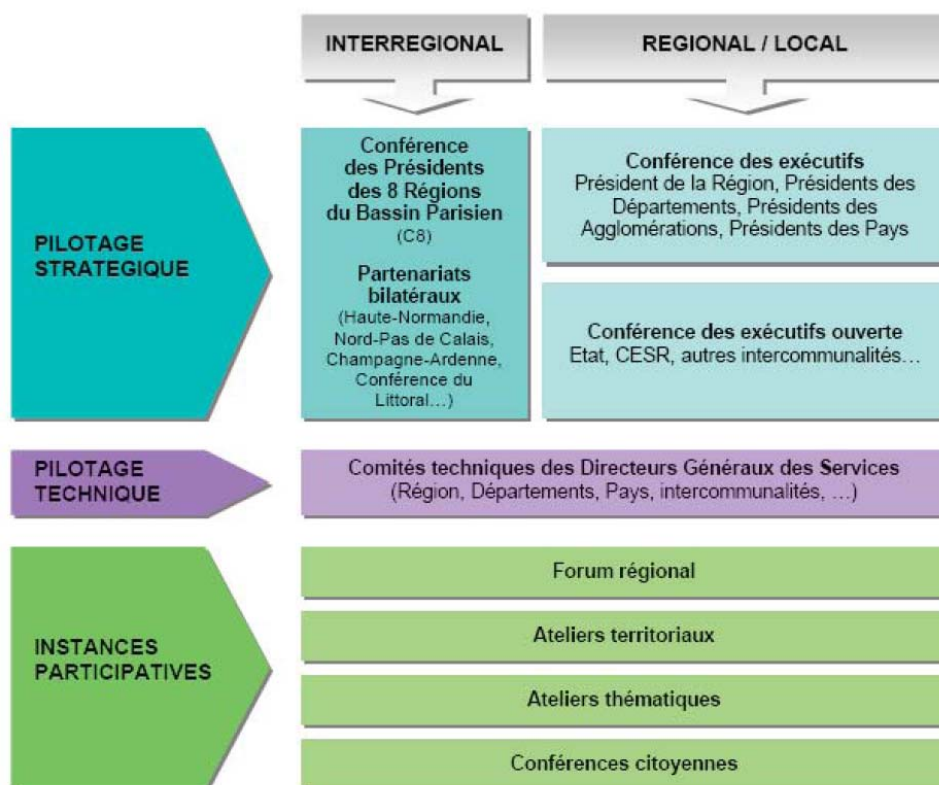 INTERREGIONAL
REGIONAL / LOCAL
PILOTAGE
STRATEGIQUE
Conférence
des Présidents
des 8 Régions
du Bassin Parisien
(C8)
Partenariats
bilatéraux
(Haute-Normandie,
Nord-Pas de Calais,
Champagne-Ardenne,
Conférence du
Littoral…)
Conférence des exécutifs
Président de la Région, Présidents des
Départements, Présidents des
Agglomérations, Présidents des Pays
Conférence des exécutifs ouverte
Etat, CESR, autres intercommunalités…
PILOTAGE
TECHNIQUE
Comités techniques des Directeurs Généraux des Services
(Région, Départements, Pays, intercommunalités, …)
INSTANCES
PARTICIPATIVES
Forum régional
Ateliers territoriaux
Ateliers thématiques
Conférences citoyennes